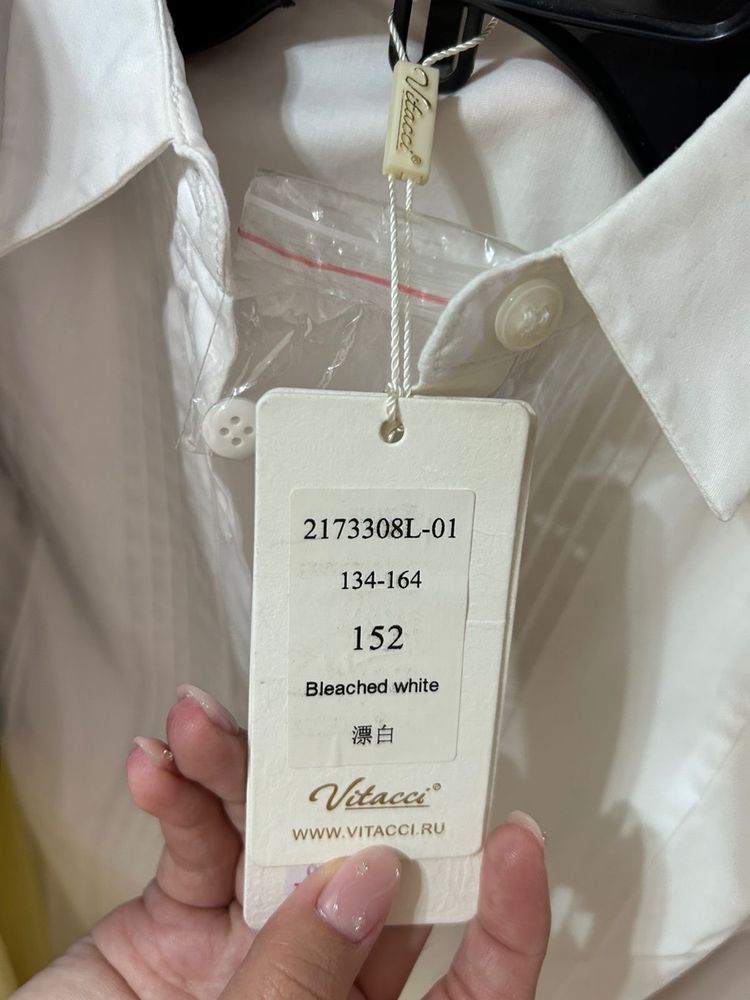 Vitacci®
2173308L-01
134-164
152
Bleached white
漂白
Vitacci®
WWW.VITACCI.RU